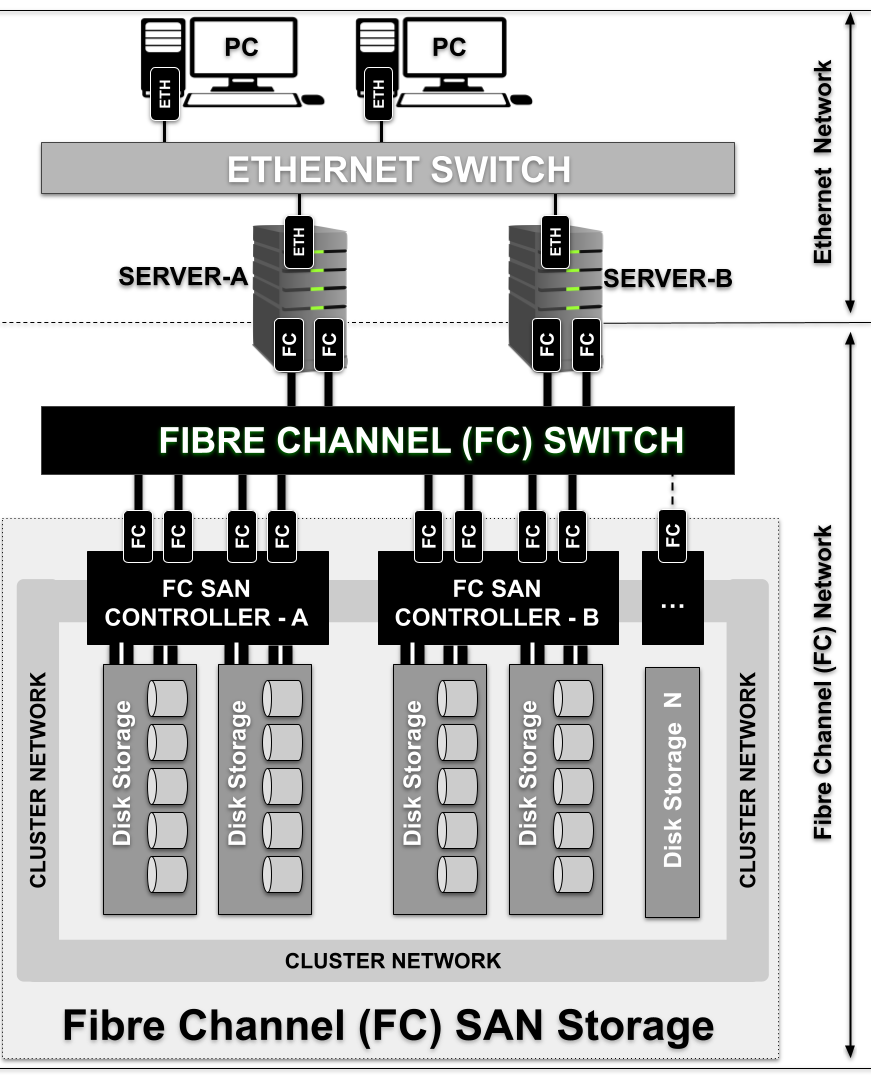 PC
PC
ETH
ETH
ETHERNET SWITCH
ETH
ETH
SERVER-A
SERVER-B
Ethernet Network
FC
FC
FC
FC
FIBRE CHANNEL (FC) SWITCH
FC
FC
FC
FC
FC
FC
FC
FC
FC
FC SAN
CONTROLLER - A
FC SAN
CONTROLLER - B
...
Disk Storage
Disk Storage
Disk Storage
Disk Storage
Disk Storage N
CLUSTER NETWORK
CLUSTER NETWORK
CLUSTER NETWORK
Fibre Channel (FC) Network
Fibre Channel (FC) SAN Storage